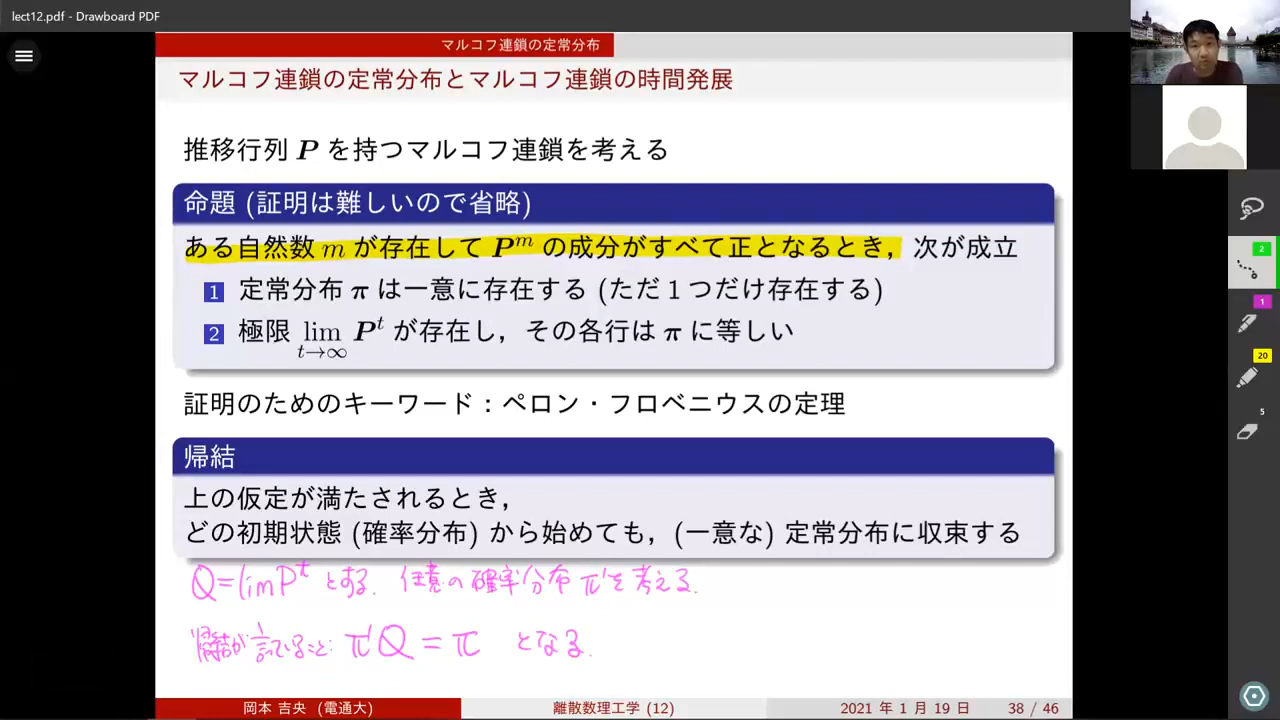 lect12.pdf - Drawboard PDF
マルコフ連鎖の定常分布
マルコフ連鎖の定常分布とマルコフ連鎖の時間発展
推移行列 P を持つマルコフ連鎖を考える
命題 (証明は難しいので省略)
ある自然数 m が存在して P^m の成分がすべて正となるとき，次が成立
1 定常分布 π は一意に存在する (ただ 1 つだけ存在する)
2 極限 lim_{t→∞} P^t が存在し，その各行は π に等しい
証明のためのキーワード：ペロン・フロベニウスの定理
帰結
上の仮定が満たされるとき，
どの初期状態 (確率分布) から始めても，(一意な) 定常分布に収束する
Q=lim P^t とする. 任意の確率分布 π'を考える.
帰結が言っていること: π'Q = π となる.
岡本 吉央 (電通大)
離散数理工学 (12)
2021 年 1 月 19 日
38 / 46
2
1
20
5